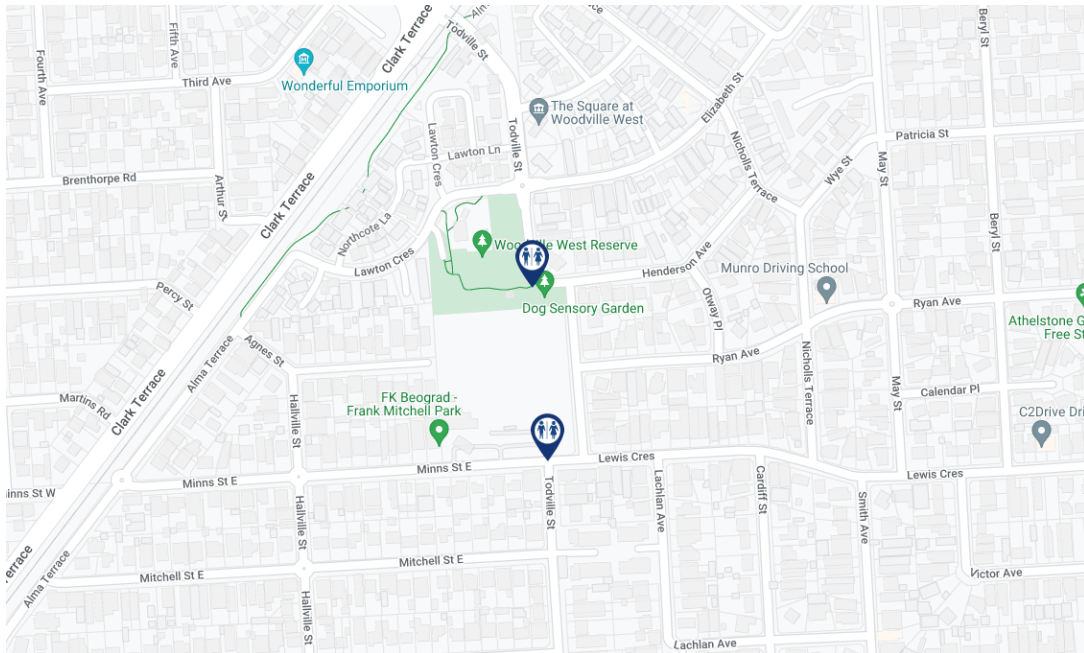 Todville St
Clark Terrace
Fourth Ave
Fifth Ave
Third Ave
Wonderful Emporium
Beryl St
Terrace
Elizabeth St
The Square at
Woodville West
Todville St
Lawton Cres
Lawton Ln
Nicholls Terrace
Patricia St
May St
Wye St
Brenthorpe Rd
Arthur St
Clark Terrace
Northcote La
Lawton Cres
Beryl St
Henderson Ave
Munro Driving School
Dog Sensory Garden
Otway Pl
Ryan Ave
Percy St
Athelstone G
Free St
Alma Terrace
Agnes St
Ryan Ave
Nicholls Terrace
May St
Calendar Pl
FK Beograd -
Frank Mitchell Park
Martins Rd
Clark Terrace
Hallville St
C2Drive Dri
Minns St E
Lewis Cres
Lewis Cres
Minns St E
Todville St
Lachlan Ave
Cardiff St
Smith Ave
Hallville St
Terrace
Alma Terrace
Mitchell St E
Mitchell St E
Victor Ave
Lachlan Ave